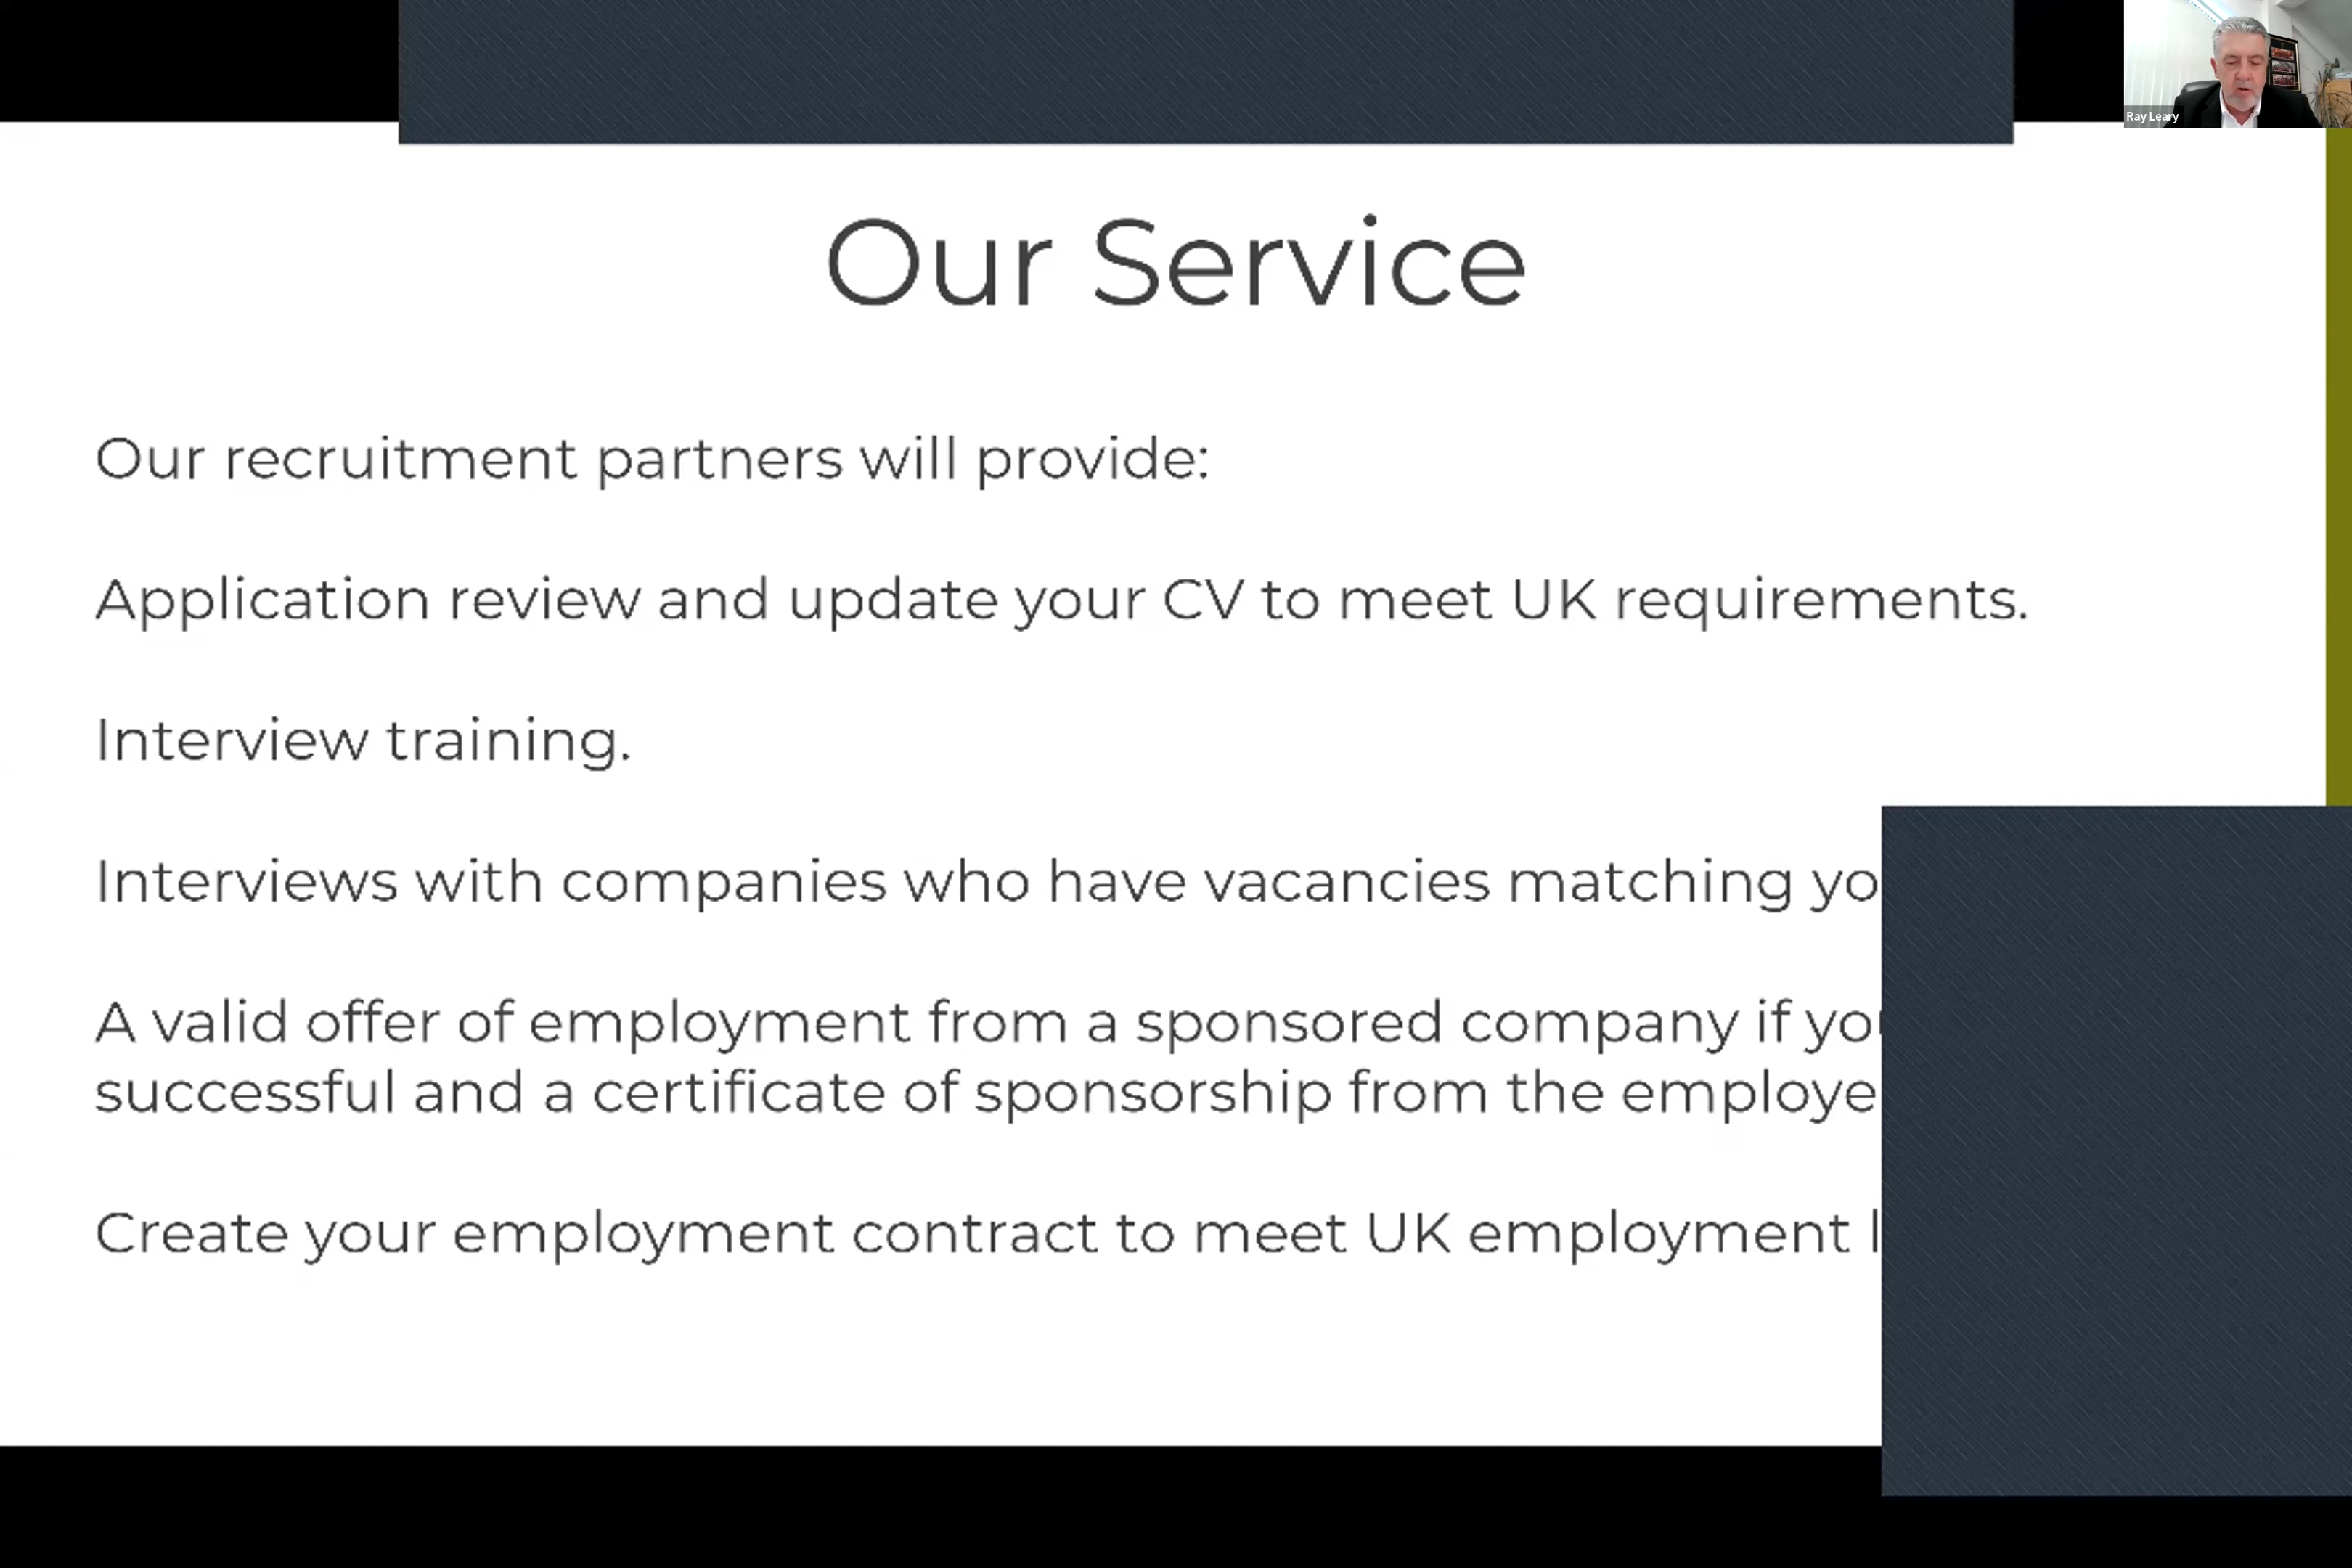 Ray Leary
Our Service
Our recruitment partners will provide:
Application review and update your CV to meet UK requirements.
Interview training.
Interviews with companies who have vacancies matching
A valid offer of employment from a sponsored company if
successful and a certificate of sponsorship from the
Create your employment contract to meet UK employment